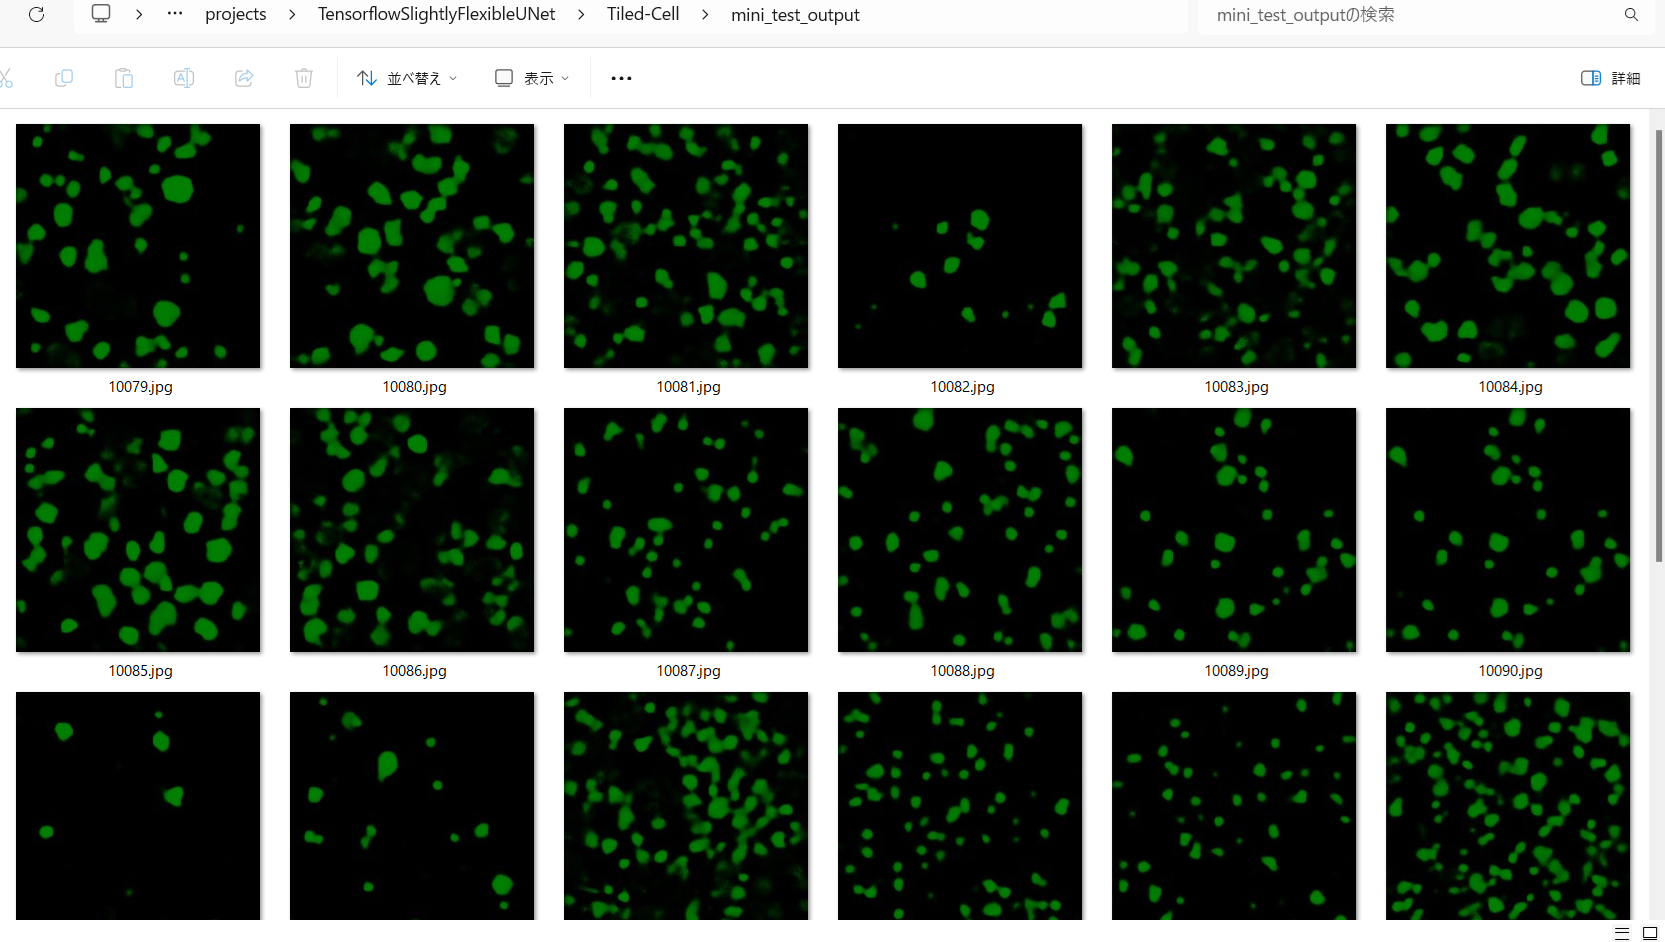 projects > TensorflowSlightlyFlexibleUNet > Tiled-Cell > mini_test_output
mini_test_outputの検索
並べ替え
表示
詳細
10079.jpg
10080.jpg
10081.jpg
10082.jpg
10083.jpg
10084.jpg
10085.jpg
10086.jpg
10087.jpg
10088.jpg
10089.jpg
10090.jpg